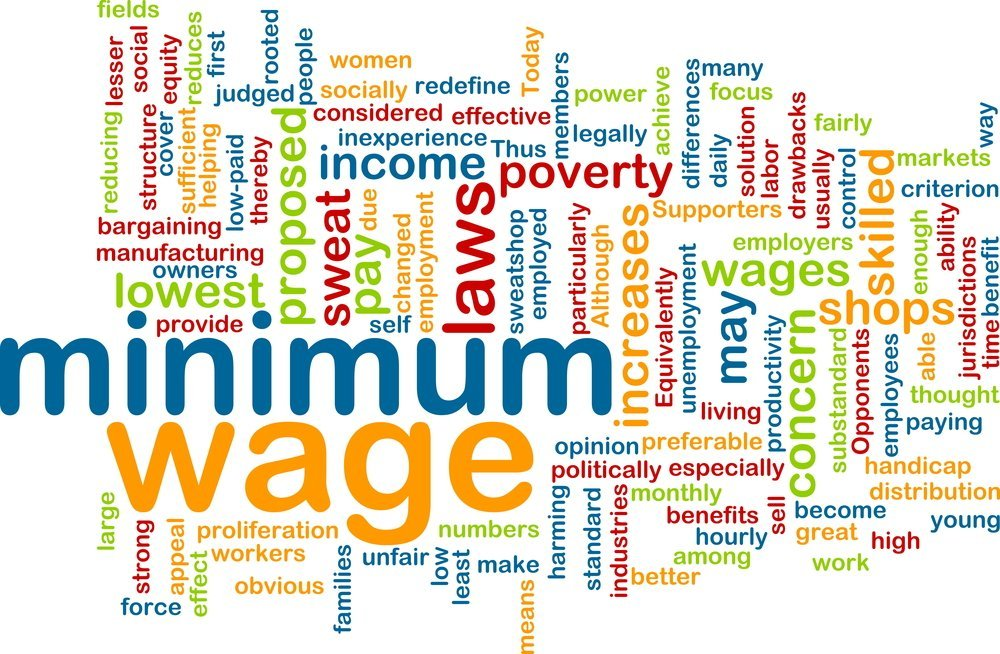 fields
lesser
social
equity
reduces
first
rooted
people
women
Today
judged
socially
redefine
members
power
achieve
differences
many
focus
considered
effective
reducing
structure
cover
sufficient
helping
low-paid
thereby
proposed
inexperience
Thus
legally
daily
solution
labor
drawbacks
usually
fairly
control
skilled
way
markets
income
poverty
criterion
bargaining
sweat
pay
due
changed
employment
laws
sweatshop
employed
particularly
Although
increases
Supporters
employers
enough
ability
jurisdictions
benefit
time
manufacturing
owners
lowest
wages
provide
self
Equivalently
unemployment
may
productivity
concern
shops
substandard
Opponents
employees
able
minimum
thought
living
paying
wage
opinion
preferable
politically
especially
handicap
distribution
large
strong
appeal
effect
proliferation
workers
numbers
harming
standard
industries
monthly
benefits
sell
become
young
obvious
families
unfair
low
least
make
hourly
great
high
among
work
better
force
means